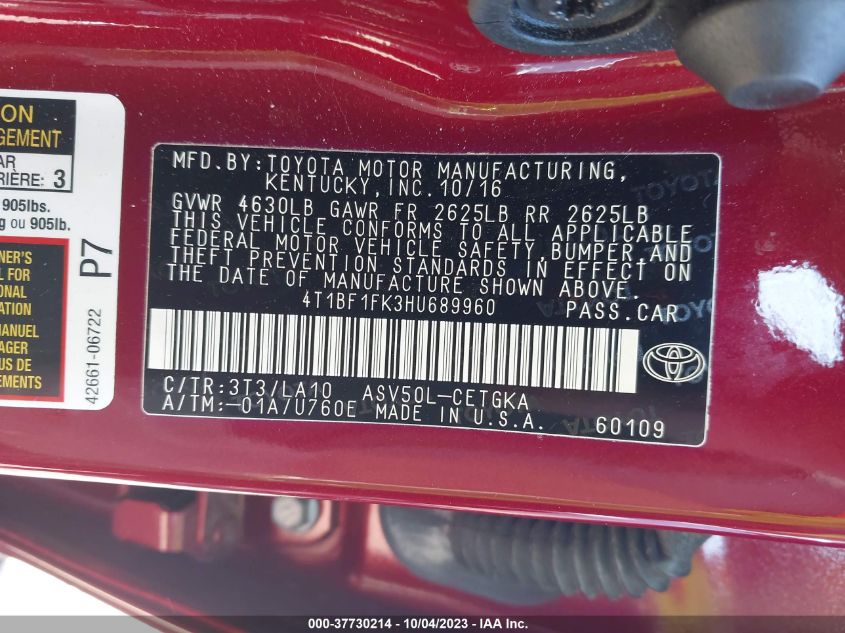 ON
GEMENT
AR
RIÈRE: 3
905lbs.
g ou 905lb.
NER'S
L FOR
ONAL
ATION
MANUEL
AGER
US DE
ATIONS
P7
42661-06722
MFD.BY:TOYOTA MOTOR MANUFACTURING,
KENTUCKY, INC. 10/16
GVWR 4630LB GAWR FR 2625LB RR 2625LB
THIS VEHICLE CONFORMS TO ALL APPLICABLE
FEDERAL MOTOR VEHICLE SAFETY, BUMPER, AND
THEFT PREVENTION STANDARDS IN EFFECT ON
THE DATE OF MANUFACTURE SHOWN ABOVE.
4T1BF1FK3HU689960 PASS.CAR
C/TR:3T3/LA10 ASV50L-CETGKA
A/TM:-01A/U760E MADE IN U.S.A. 60109
000-37730214 - 10/04/2023 - IAA Inc.